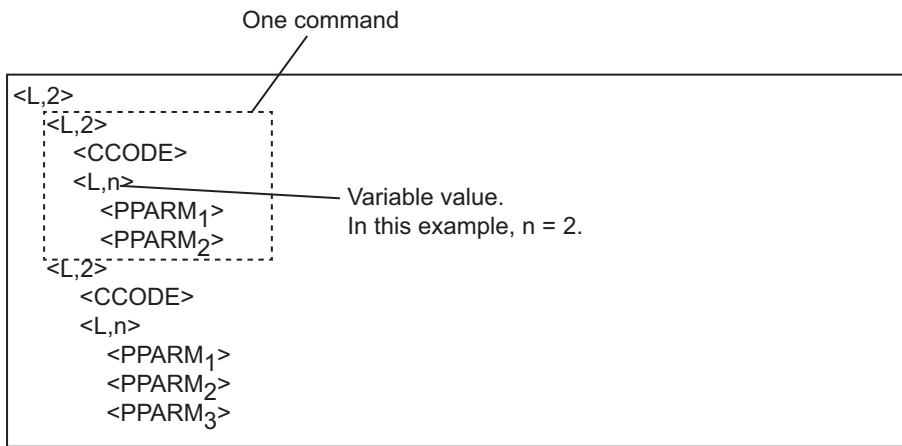 One command
<L,2>
<L,2>
<CCODE>
<L,n>
<PPARM1>
<PPARM2>
Variable value.
In this example, n = 2.
<L,2>
<CCODE>
<L,n>
<PPARM1>
<PPARM2>
<PPARM3>